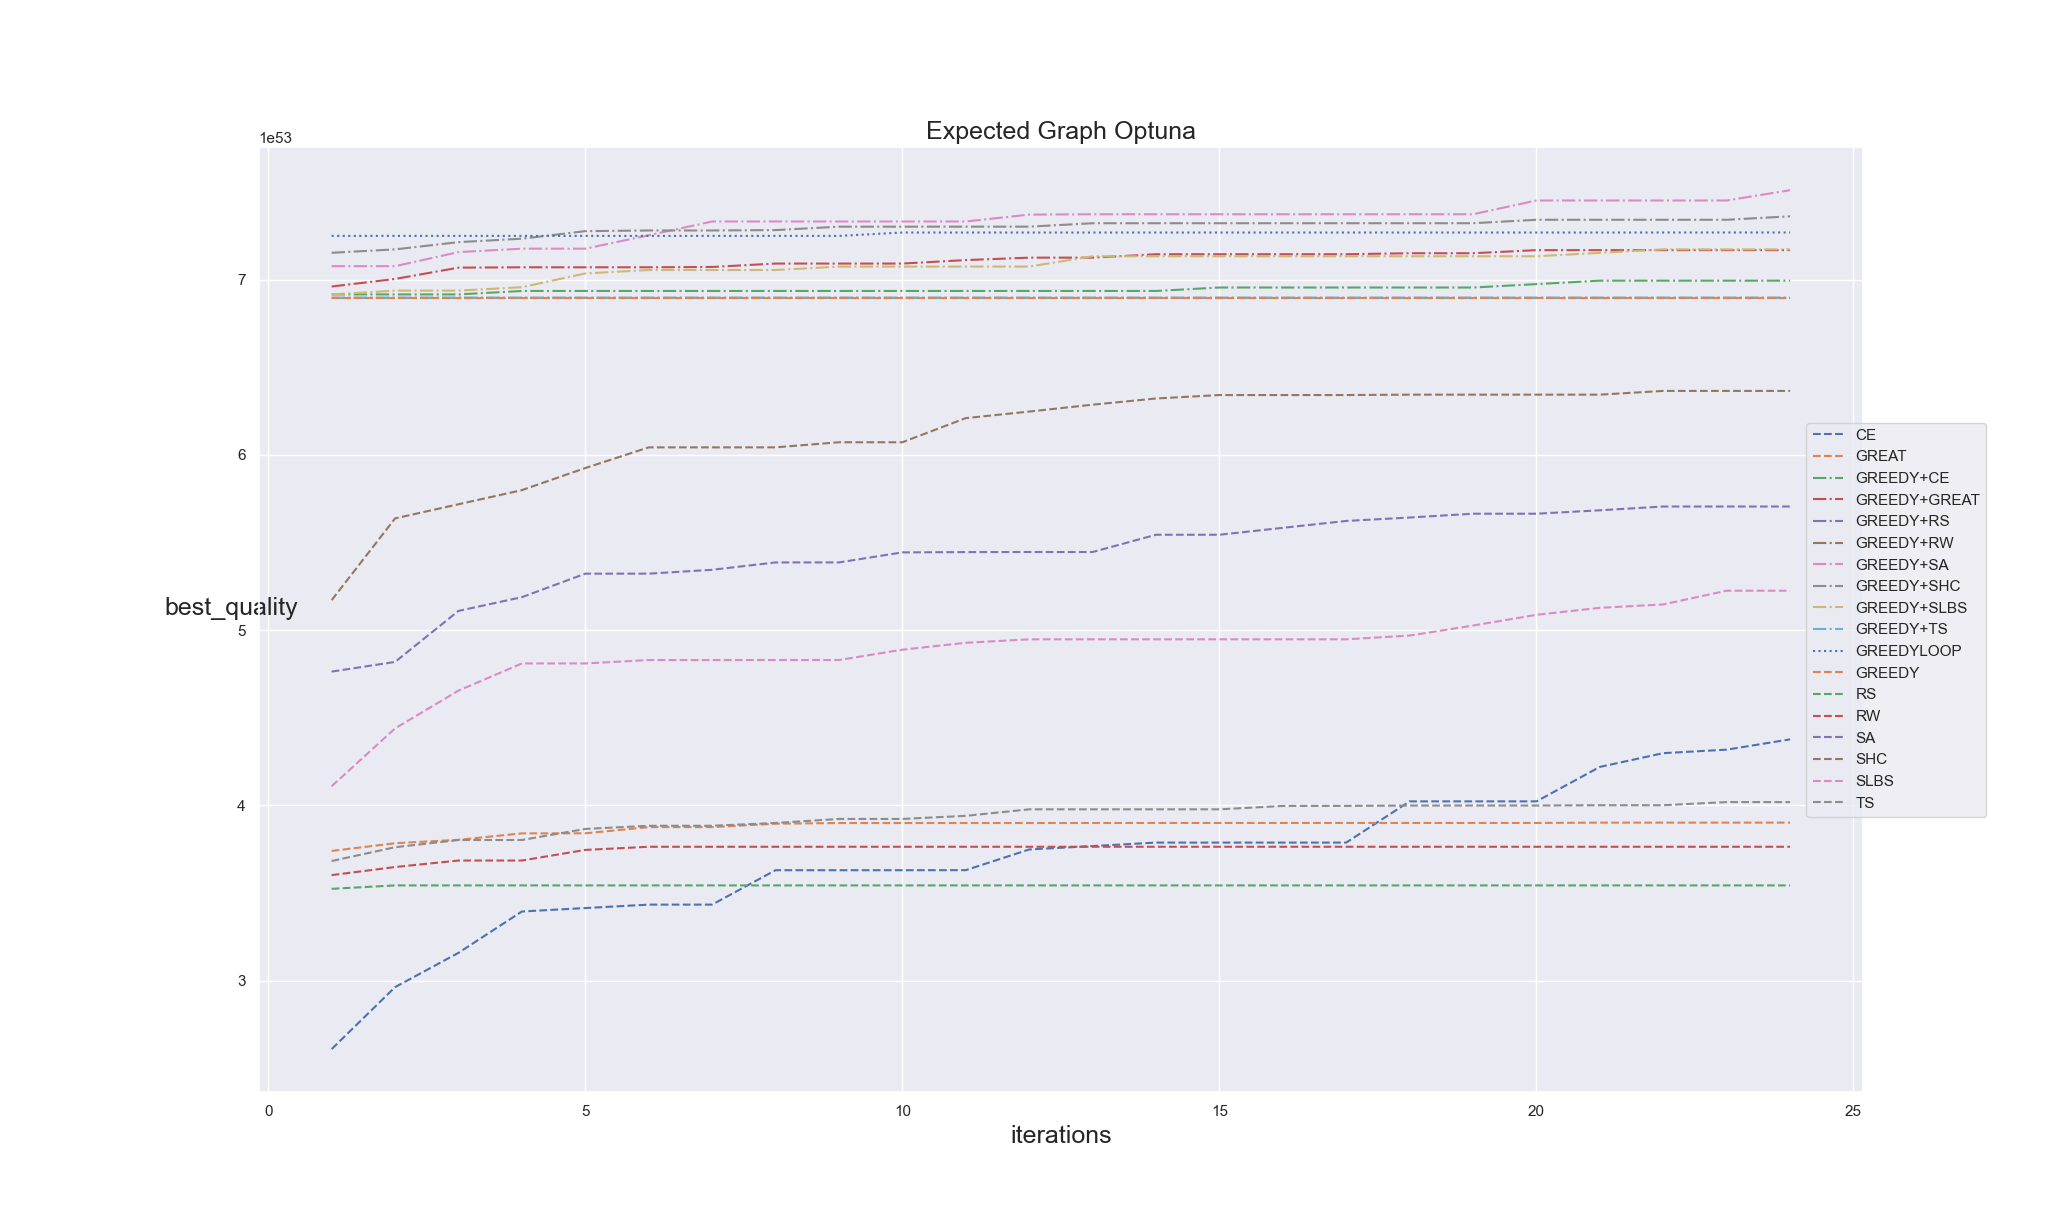 Expected Graph Optuna
1e53
7
6
5
4
3
best_quality
0 5 10 15 20 25
iterations
CE
GREAT
GREEDY+CE
GREEDY+GREAT
GREEDY+RS
GREEDY+RW
GREEDY+SA
GREEDY+SHC
GREEDY+SLBS
GREEDY+TS
GREEDYLOOP
GREEDY
RS
RW
SA
SHC
SLBS
TS